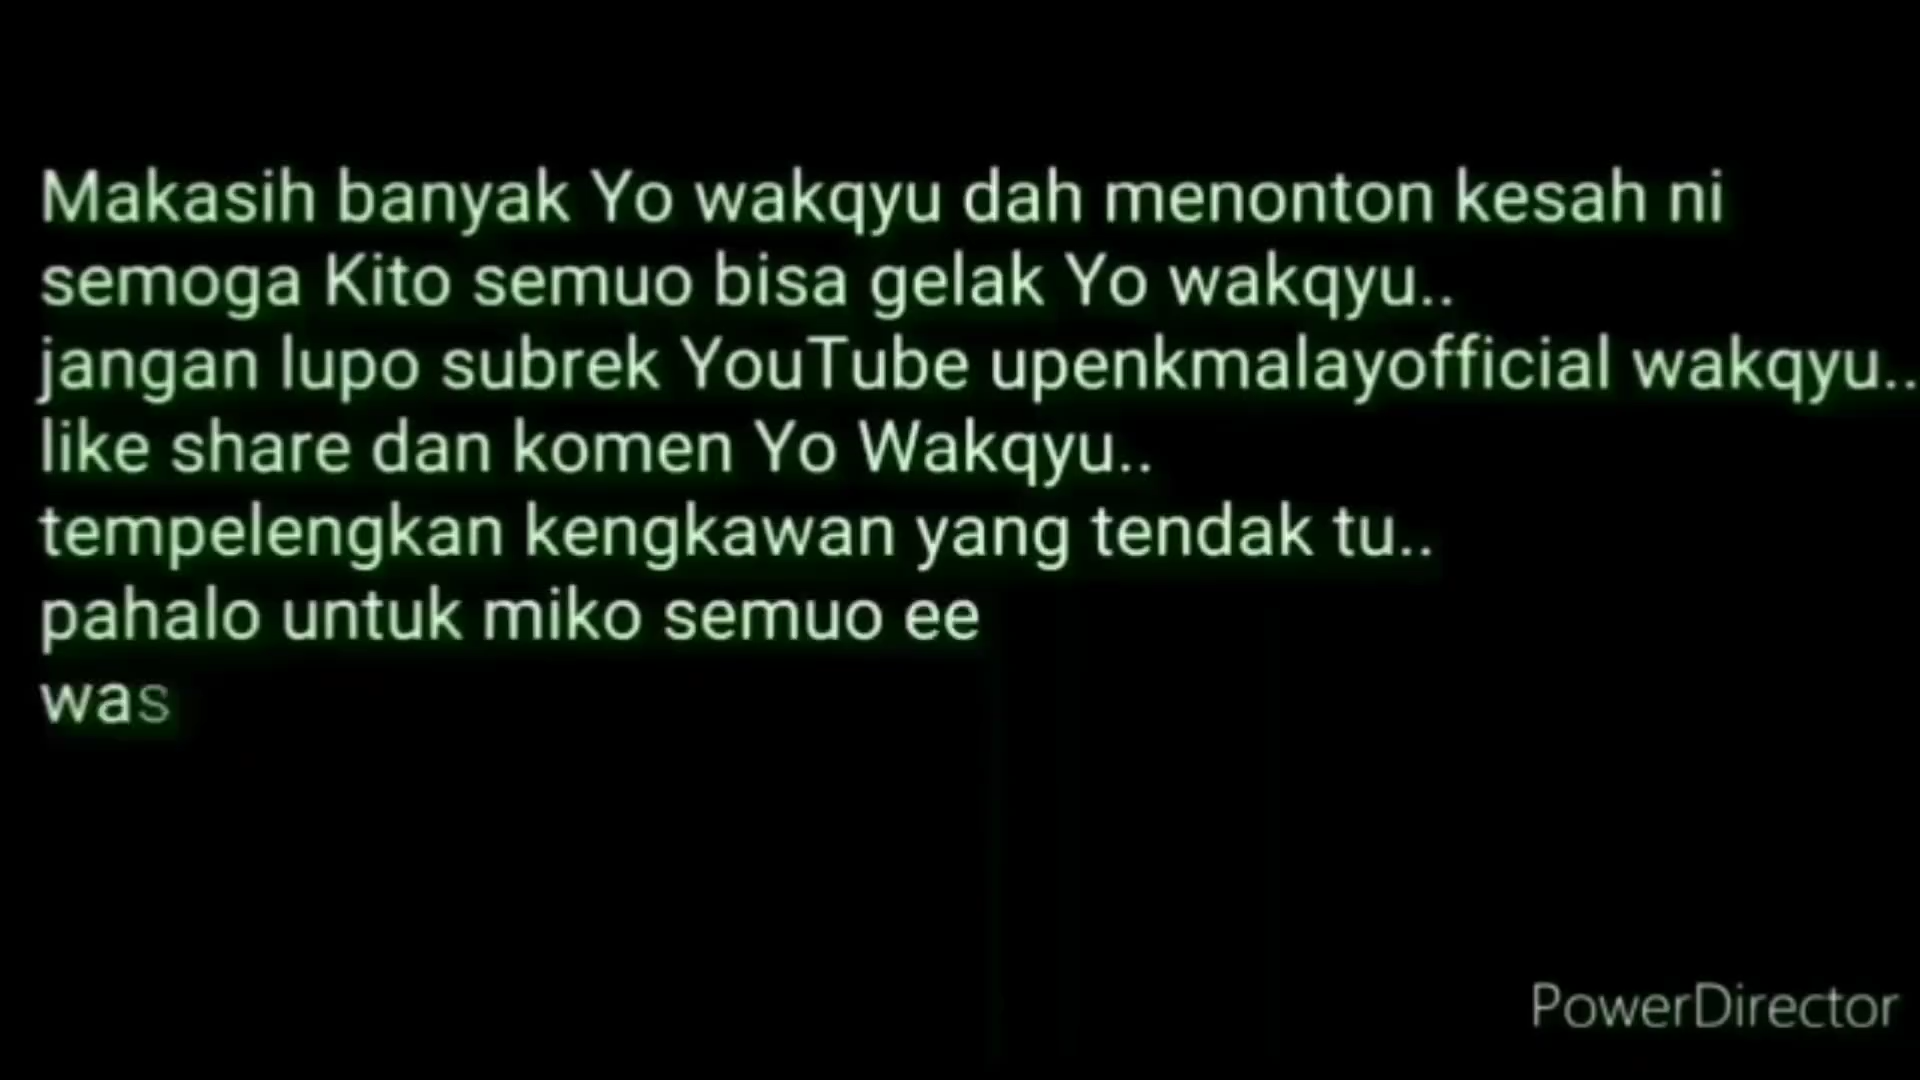 Makasih banyak Yo wakqyu dah menonton kesah ni
semoga Kito semuo bisa gelak Yo wakqyu..
jangan lupo subrek YouTube upenkmalayofficial wakqyu..
like share dan komen Yo Wakqyu..
tempelengkan kengkawan yang tendak tu..
pahalo untuk miko semuo ee
was
PowerDirector